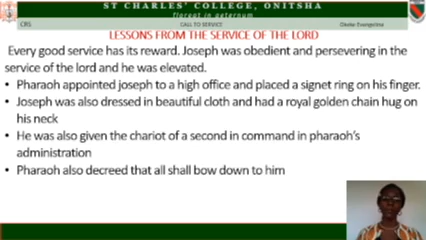 ST CHARLES' COLLEGE, ONITSHA
floreat in aeternum
CRS CALL TO SERVICE Okeke Evangeline
LESSONS FROM THE SERVICE OF THE LORD
Every good service has its reward. Joseph was obedient and persevering in the
service of the lord and he was elevated.
• Pharaoh appointed joseph to a high office and placed a signet ring on his finger.
• Joseph was also dressed in beautiful cloth and had a royal golden chain hug on
his neck
• He was also given the chariot of a second in command in pharaoh's
administration
• Pharaoh also decreed that all shall bow down to him